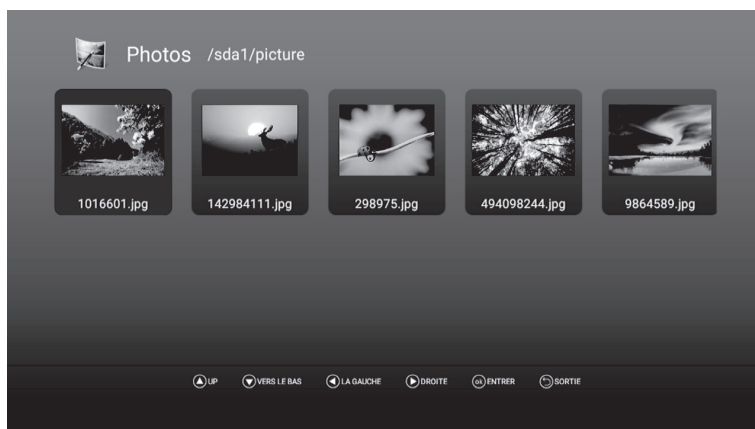 Photos /sda1/picture
1016601.jpg 142984111.jpg 298975.jpg 494098244.jpg 9864589.jpg
UP VERS LE BAS LA GAUCHE DROITE ok ENTRER SORTIE